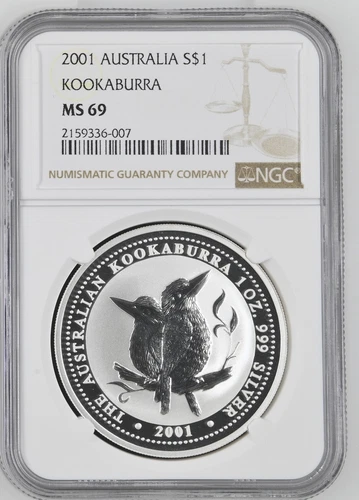 2001 AUSTRALIA S$1
KOOKABURRA
MS 69
2159336-007
NUMISMATIC GUARANTY COMPANY
NGC
THE AUSTRALIAN KOOKABURRA 1 OZ. 999 SILVER
• 2001 •